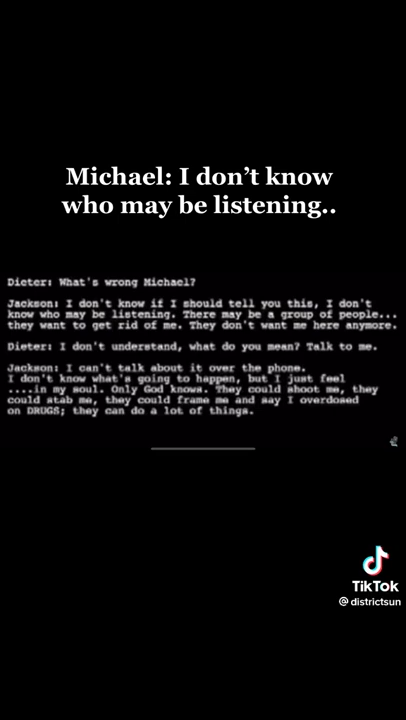 Michael: I don't know
who may be listening..
Dieter: What's wrong Michael?
Jackson: I don't know if I should tell you this, I don't
know who may be listening. There may be a group of people...
they want to get rid of me. They don't want me here anymore.
Dieter: I don't understand, what do you mean? Talk to me.
Jackson: I can't talk about it over the phone.
I don't know what's going to happen, but I just feel
....in my soul. Only God knows. They could shoot me, they
could stab me, they could frame me and say I overdosed
on DRUGS; they can do a lot of things.
TikTok
@districtsun